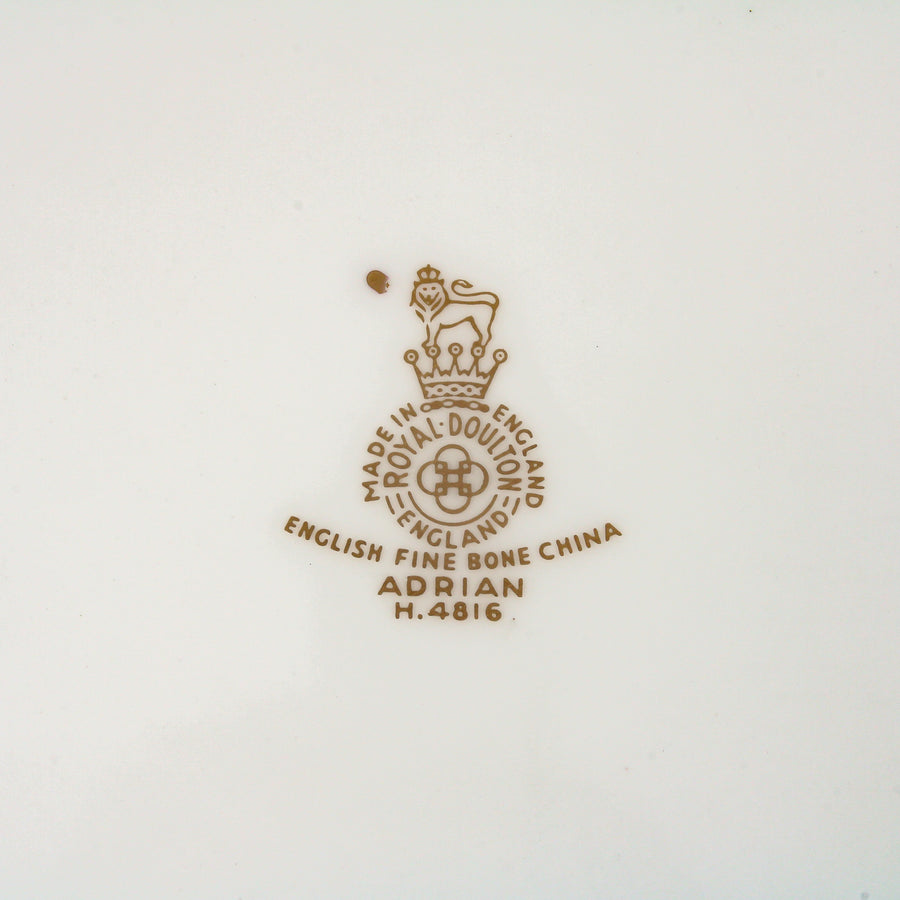 MADE IN ENGLAND
ROYAL·DOULTON
ENGLAND
ENGLISH FINE BONE CHINA
ADRIAN
H.4816